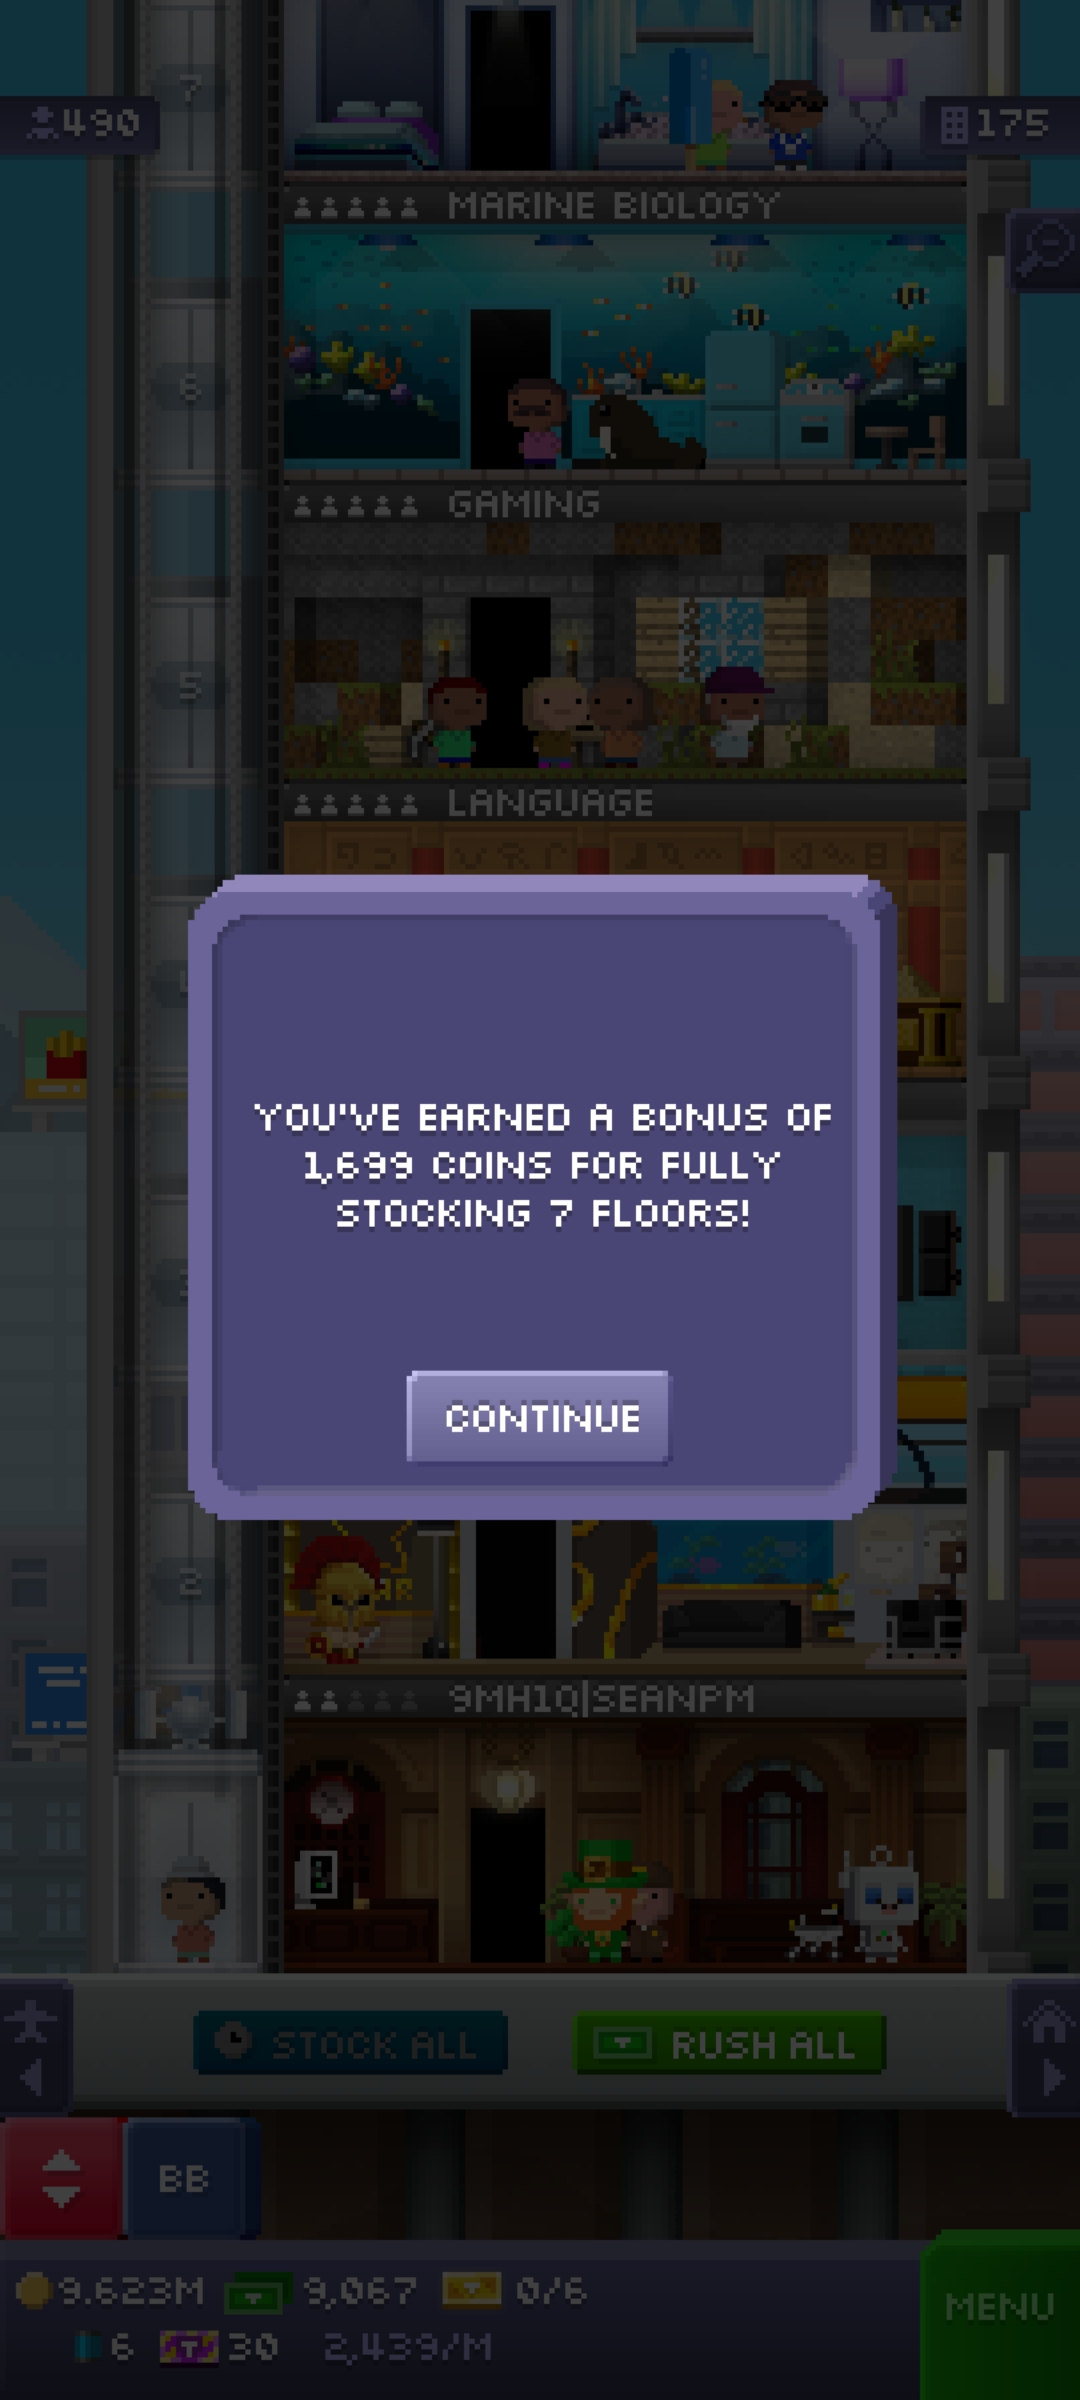 7
490
175
MARINE BIOLOGY
6
GAMING
5
LANGUAGE
YOU'VE EARNED A BONUS OF
1,699 COINS FOR FULLY
STOCKING 7 FLOORS!
CONTINUE
2
9MH1Q|SEANPM
STOCK ALL
RUSH ALL
BB
9.623M
9,067
0/6
MENU
6
30
2,439/M